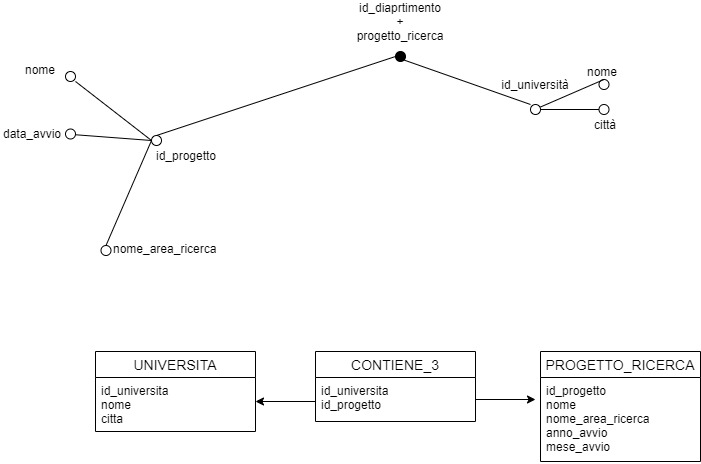 id_diaprtimento
+
progetto_ricerca
nome
data_avvio
id_progetto
nome_area_ricerca
id_università
nome
città
UNIVERSITA
id_universita
nome
citta
CONTIENE_3
id_universita
id_progetto
PROGETTO_RICERCA
id_progetto
nome
nome_area_ricerca
anno_avvio
mese_avvio